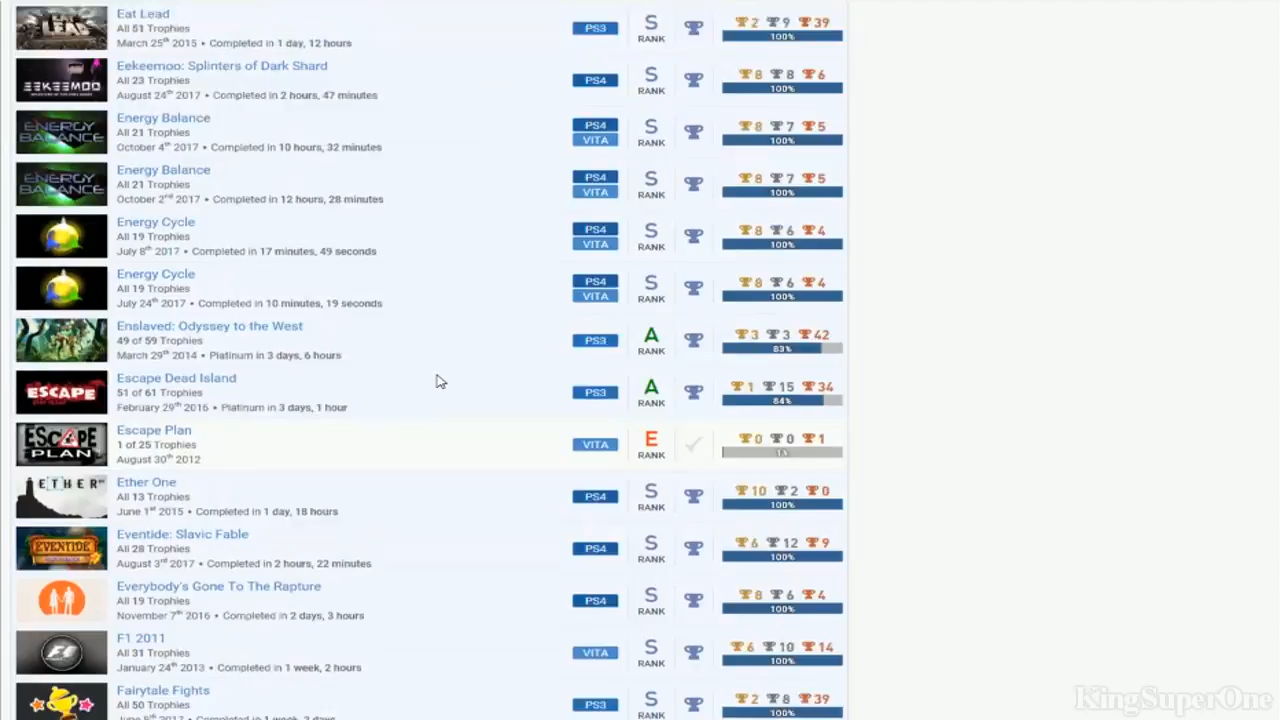 Eat Lead
All 51 Trophies
March 25th 2015 • Completed in 1 day, 12 hours
PS3
S
RANK
2 9 39
100%
EEKEEMOO
Eekeemoo: Splinters of Dark Shard
All 23 Trophies
August 24th 2017 • Completed in 2 hours, 47 minutes
PS4
S
RANK
8 8 6
100%
ENERGY
BALANCE
Energy Balance
All 21 Trophies
October 4th 2017 • Completed in 10 hours, 32 minutes
PS4
VITA
S
RANK
8 7 5
100%
ENERGY
BALANCE
Energy Balance
All 21 Trophies
October 2nd 2017 • Completed in 12 hours, 28 minutes
PS4
VITA
S
RANK
8 7 5
100%
Energy Cycle
All 19 Trophies
July 8th 2017 • Completed in 17 minutes, 49 seconds
PS4
VITA
S
RANK
8 6 4
100%
Energy Cycle
All 19 Trophies
July 24th 2017 • Completed in 10 minutes, 19 seconds
PS4
VITA
S
RANK
8 6 4
100%
Enslaved: Odyssey to the West
49 of 59 Trophies
March 29th 2014 • Platinum in 3 days, 6 hours
PS3
A
RANK
3 3 42
83%
ESCAPE
Escape Dead Island
51 of 61 Trophies
February 29th 2016 • Platinum in 3 days, 1 hour
PS3
A
RANK
1 15 34
84%
ESCAPE
PLAN
Escape Plan
1 of 25 Trophies
August 30th 2012
VITA
E
RANK
0 0 1
1%
ETHER
Ether One
All 13 Trophies
June 1st 2015 • Completed in 1 day, 18 hours
PS4
S
RANK
10 2 0
100%
EVENTIDE
Eventide: Slavic Fable
All 28 Trophies
August 3rd 2017 • Completed in 2 hours, 22 minutes
PS4
S
RANK
6 12 9
100%
Everybody's Gone To The Rapture
All 19 Trophies
November 7th 2016 • Completed in 2 days, 3 hours
PS4
S
RANK
8 6 4
100%
F1 2011
All 31 Trophies
January 24th 2013 • Completed in 1 week, 2 hours
VITA
S
RANK
6 10 14
100%
Fairytale Fights
All 50 Trophies
PS3
S
RANK
2 8 39
100%
KingSuperOne